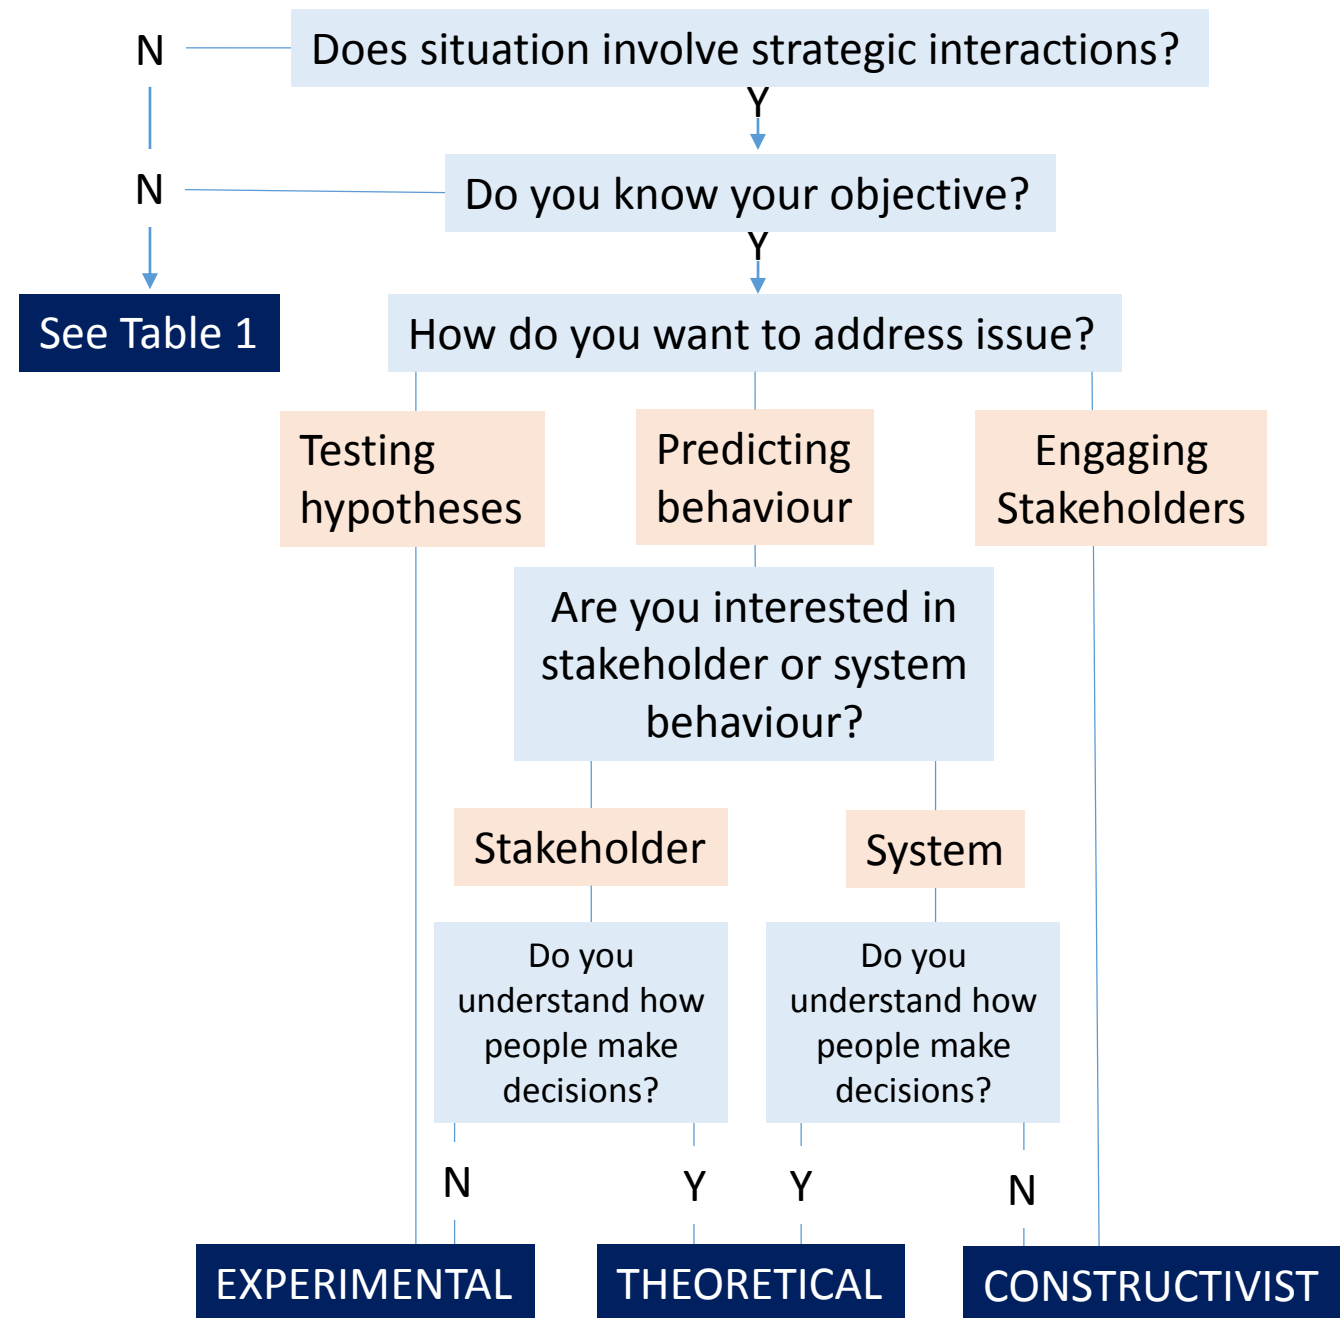 N
Does situation involve strategic interactions?
Y
N
Do you know your objective?
Y
See Table 1
How do you want to address issue?
Testing
hypotheses
Predicting
behaviour
Engaging
Stakeholders
Are you interested in
stakeholder or system
behaviour?
Stakeholder
System
Do you
understand how
people make
decisions?
Do you
understand how
people make
decisions?
N
Y
Y
N
EXPERIMENTAL
THEORETICAL
CONSTRUCTIVIST